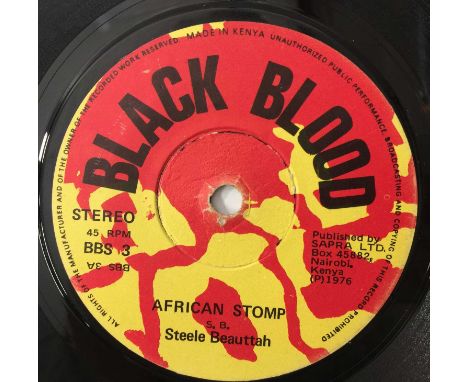 ALL RIGHTS OF THE MANUFACTURER AND OF THE OWNER OF THE RECORDED WORK RESERVED. MADE IN KENYA UNAUTHORIZED PUBLIC PERFORMANCE, BROADCASTING AND COPYING OF THIS RECORD PROHIBITED
BLACK BLOOD
STEREO
45 RPM
BBS 3
BBS 3A
Published by
SAPRA LTD.
Box 45882,
Nairobi,
Kenya
(P)1976
AFRICAN STOMP
S. B.
Steele Beauttah